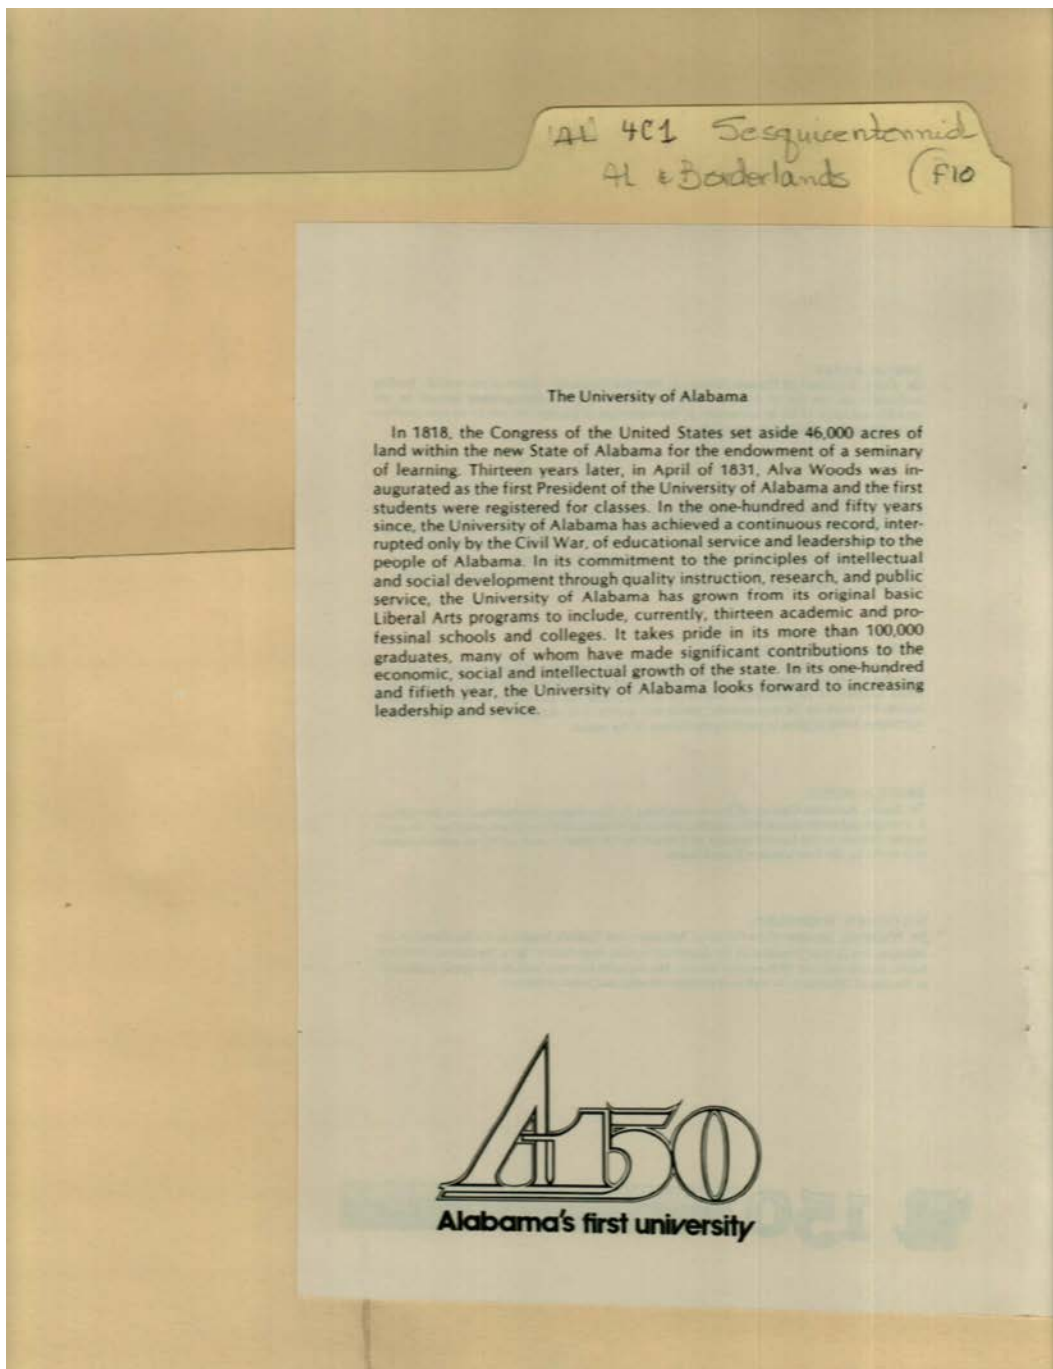 AL 4C1 Sesquicentennial
AL & Borderlands (F10
The University of Alabama
In 1818, the Congress of the United States set aside 46,000 acres of
land within the new State of Alabama for the endowment of a seminary
of learning. Thirteen years later, in April of 1831, Alva Woods was in-
augurated as the first President of the University of Alabama and the first
students were registered for classes. In the one-hundred and fifty years
since, the University of Alabama has achieved a continuous record, inter-
rupted only by the Civil War, of educational service and leadership to the
people of Alabama. In its commitment to the principles of intellectual
and social development through quality instruction, research, and public
service, the University of Alabama has grown from its original basic
Liberal Arts programs to include, currently, thirteen academic and pro-
fessinal schools and colleges. It takes pride in its more than 100,000
graduates, many of whom have made significant contributions to the
economic, social and intellectual growth of the state. In its one-hundred
and fifieth year, the University of Alabama looks forward to increasing
leadership and sevice.
A150
Alabama's first university